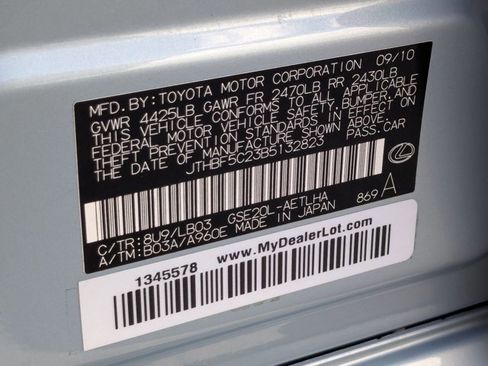 MFD.BY: TOYOTA MOTOR CORPORATION 09/10
GVWR 4425LB GAWR FR 2470LB RR 2430LB
THIS VEHICLE CONFORMS TO ALL APPLICABLE
FEDERAL MOTOR VEHICLE SAFETY, BUMPER, AND
THEFT PREVENTION STANDARDS IN EFFECT ON
THE DATE OF MANUFACTURE SHOWN ABOVE.
JTHBF5C23B5132823 PASS.CAR
C/TR: 8U9/LB03 GSE20L-AETLHA 869 A
A/TM: B03A/A960E MADE IN JAPAN
1345578 www.MyDealerLot.com